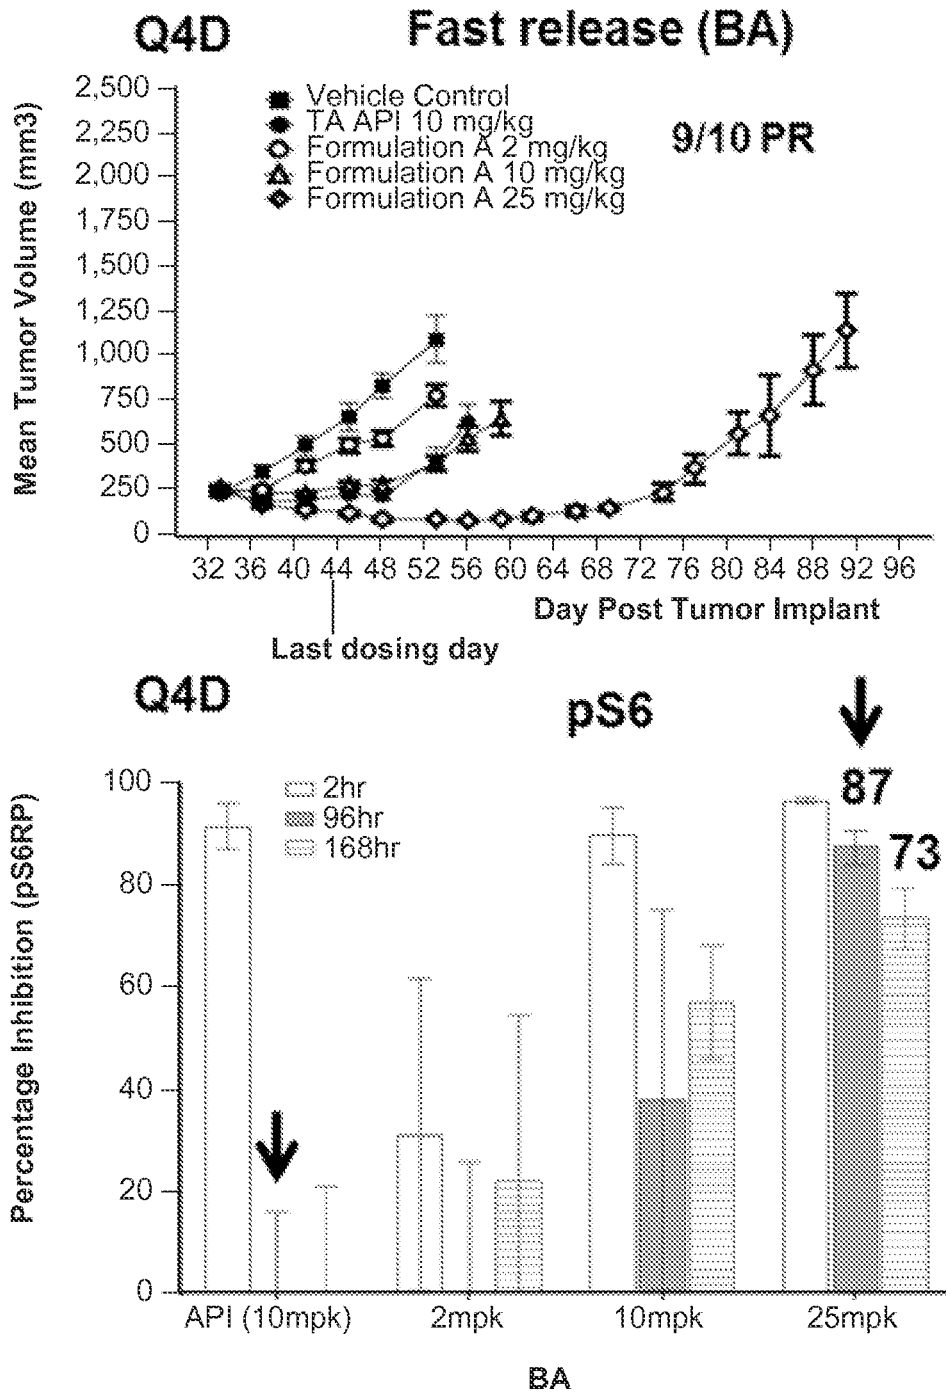 Q4D
Fast release (BA)
Mean Tumor Volume (mm3)
2,500
2,250
2,000
1,750
1,500
1,250
1,000
750
500
250
0
Vehicle Control
TA API 10 mg/kg
Formulation A 2 mg/kg
Formulation A 10 mg/kg
Formulation A 25 mg/kg
9/10 PR
32 36 40 44 48 52 56 60 64 68 72 76 80 84 88 92 96
Day Post Tumor Implant
Last dosing day
Q4D
pS6
Percentage Inhibition (pS6RP)
100
80
60
40
20
0
2hr
96hr
168hr
87
73
API (10mpk) 2mpk 10mpk 25mpk
BA